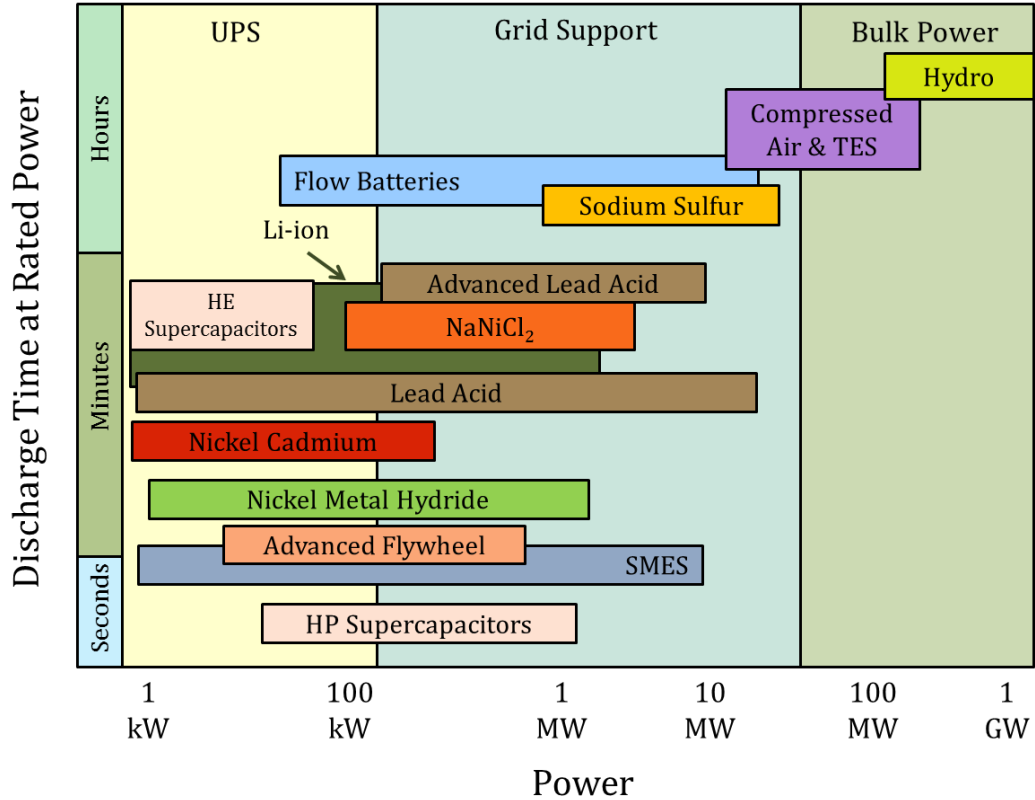 UPS
Grid Support
Bulk Power
Hydro
Compressed
Air & TES
Flow Batteries
Sodium Sulfur
Li-ion
Advanced Lead Acid
HE
Supercapacitors
NaNiCl₂
Lead Acid
Nickel Cadmium
Nickel Metal Hydride
Advanced Flywheel
SMES
HP Supercapacitors
Discharge Time at Rated Power
Hours
Minutes
Seconds
1 100 1 10 100 1
kW kW MW MW MW GW
Power